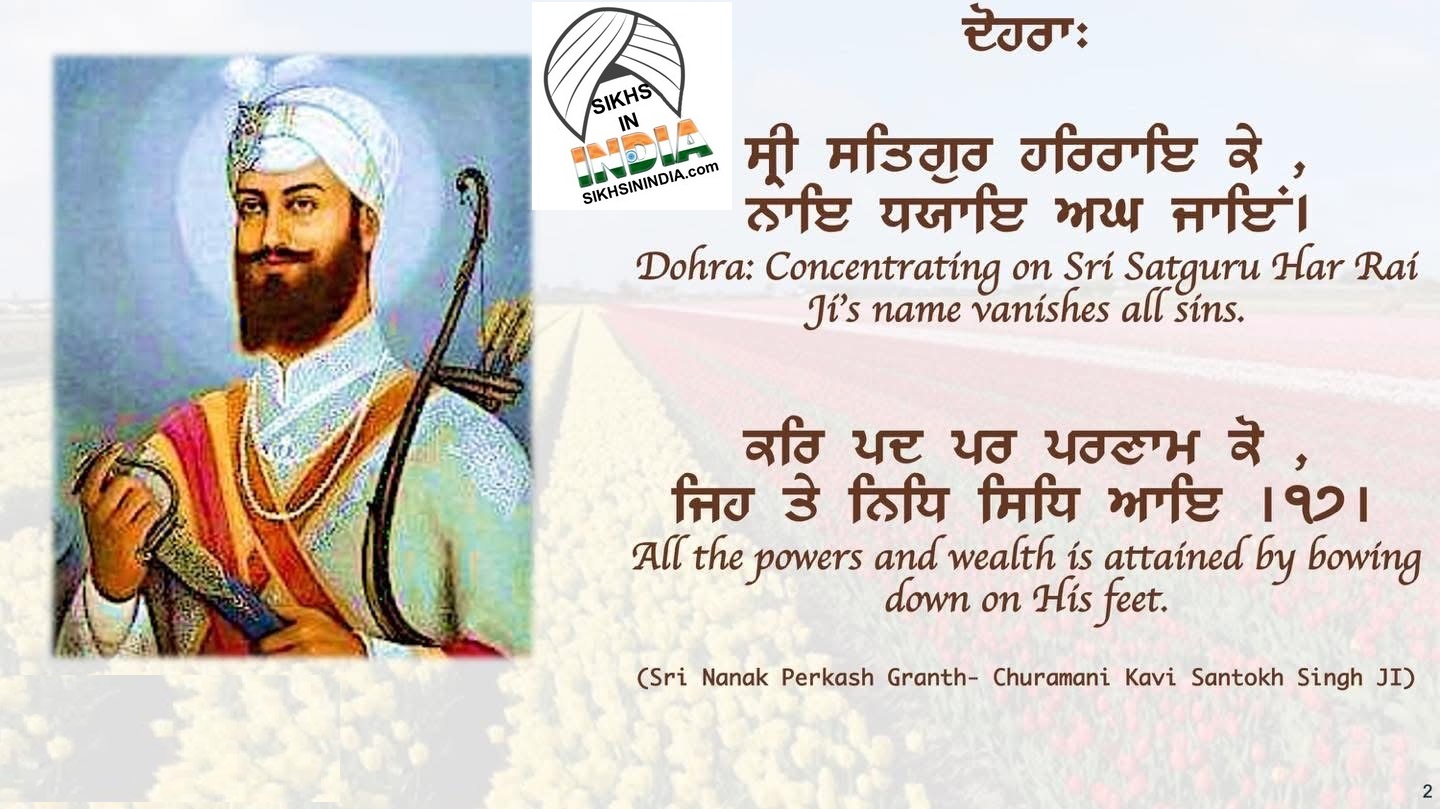 ਦੋਹਰਾਃ
SIKHS
IN
INDIA
SIKHSININDIA.com
ਸ੍ਰੀ ਸਤਿਗੁਰ ਹਰਿਰਾਇ ਕੇ ,
ਨਾਇ ਧਯਾਇ ਅਘ ਜਾਇਂ।
Dohra: Concentrating on Sri Satguru Har Rai
Ji's name vanishes all sins.
ਕਰਿ ਪਦ ਪਰ ਪਰਣਾਮ ਕੋ ,
ਜਿਹ ਤੇ ਨਿਧਿ ਸਿਧਿ ਆਇ ।੧੭।
All the powers and wealth is attained by bowing
down on His feet.
(Sri Nanak Perkash Granth- Churamani Kavi Santokh Singh JI)
2